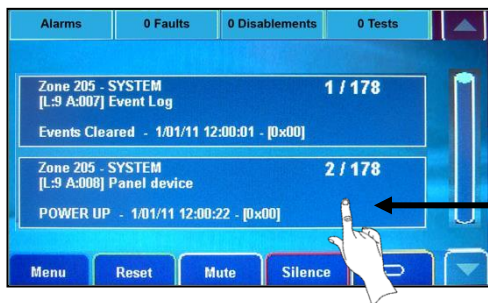 Alarms
0 Faults
0 Disablements
0 Tests
Zone 205 - SYSTEM
1 / 178
[L:9 A:007] Event Log
Events Cleared - 1/01/11 12:00:01 - [0x00]
Zone 205 - SYSTEM
2 / 178
[L:9 A:008] Panel device
POWER UP - 1/01/11 12:00:22 - [0x00]
Menu
Reset
Mute
Silence